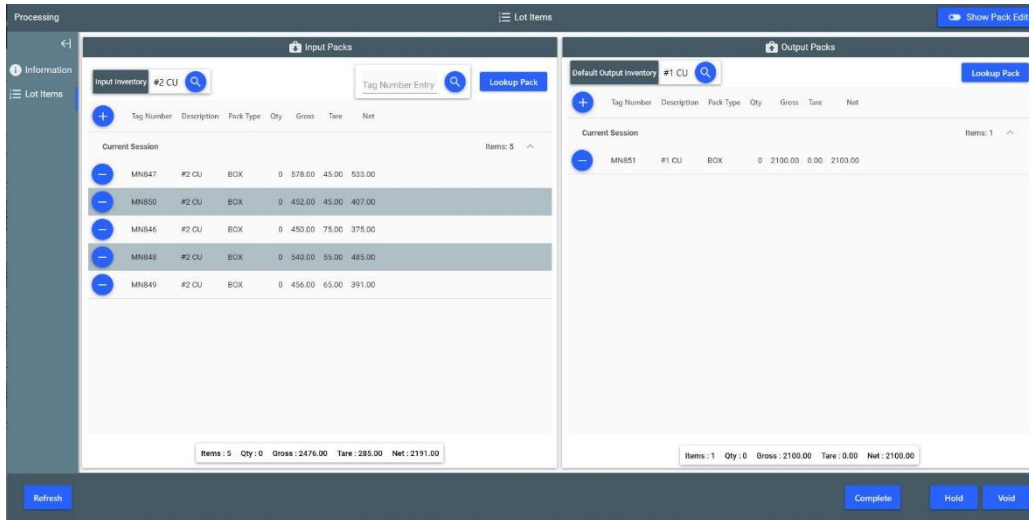 Processing
Lot Items
Show Pack Edit
Information
Lot Items
Input Packs
Input Inventory #2 CU
Tag Number Entry
Lookup Pack
Tag Number Description Pack Type Qty Gross Tare Net
Current Session Items: 5
MN847 #2 CU BOX 0 578.00 45.00 533.00
MN850 #2 CU BOX 0 452.00 45.00 407.00
MN846 #2 CU BOX 0 450.00 75.00 375.00
MN848 #2 CU BOX 0 540.00 55.00 485.00
MN849 #2 CU BOX 0 456.00 65.00 391.00
Items : 5 Qty : 0 Gross : 2476.00 Tare : 285.00 Net : 2191.00
Output Packs
Default Output Inventory #1 CU
Lookup Pack
Tag Number Description Pack Type Qty Gross Tare Net
Current Session Items: 1
MN851 #1 CU BOX 0 2100.00 0.00 2100.00
Items : 1 Qty : 0 Gross : 2100.00 Tare : 0.00 Net : 2100.00
Refresh
Complete
Hold
Void